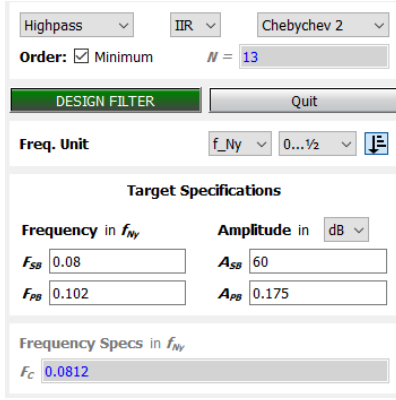 Highpass IIR Chebychev 2
Order: Minimum N = 13
DESIGN FILTER Quit
Freq. Unit f_Ny 0...½
Target Specifications
Frequency in fNy Amplitude in dB
FSB 0.08 ASB 60
FPB 0.102 APB 0.175
Frequency Specs in fNy
FC 0.0812